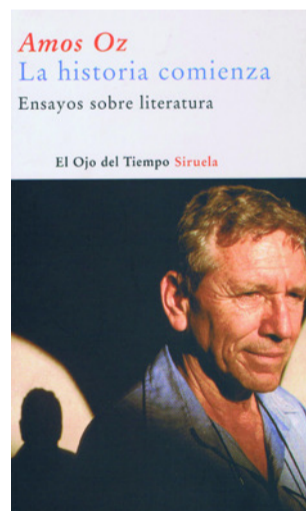 Amos Oz
La historia comienza
Ensayos sobre literatura
El Ojo del Tiempo Siruela